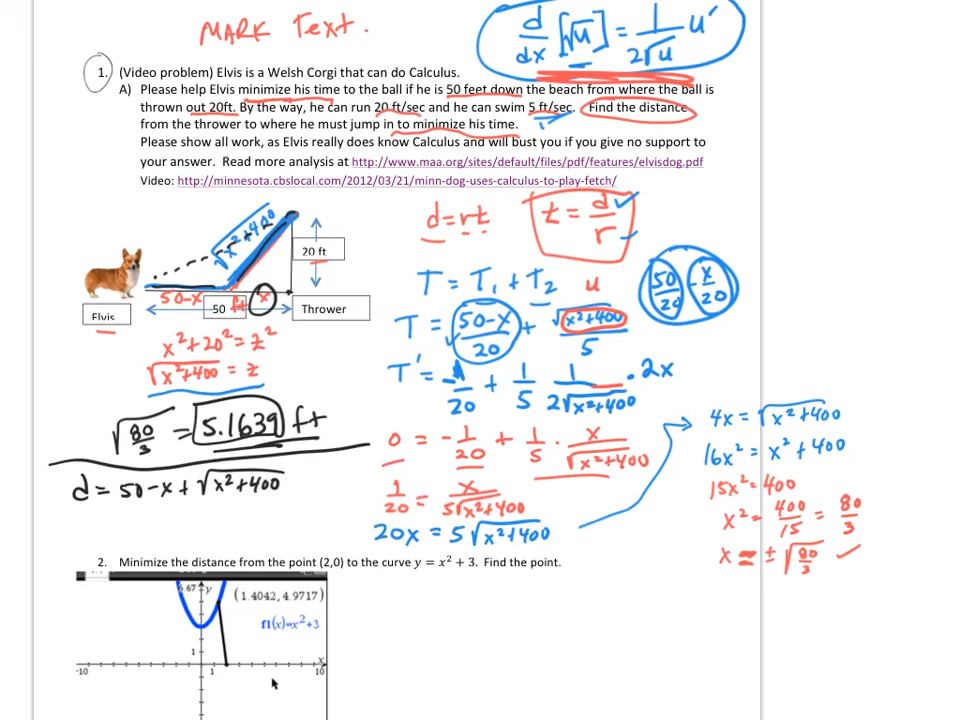 MARK Text.
d/dx [√u] = 1/(2√u) u'
1. (Video problem) Elvis is a Welsh Corgi that can do Calculus.
A) Please help Elvis minimize his time to the ball if he is 50 feet down the beach from where the ball is
thrown out 20ft. By the way, he can run 20 ft/sec and he can swim 5 ft/sec. Find the distance
from the thrower to where he must jump in to minimize his time.
Please show all work, as Elvis really does know Calculus and will bust you if you give no support to
your answer. Read more analysis at http://www.maa.org/sites/default/files/pdf/features/elvisdog.pdf
Video: http://minnesota.cbslocal.com/2012/03/21/minn-dog-uses-calculus-to-play-fetch/
√x²+400
20 ft
50-x
50 ft
x
Elvis
Thrower
x²+20²=z²
√x²+400 = z
√80/3 = 5.1639 ft
d = 50-x+√x²+400
d=rt
t = d/r
T = T₁ + T₂
u
T = (50-x)/20 + √x²+400/5
50/20 - x/20
T' = -1/20 + 1/5 1/(2√x²+400) · 2x
0 = -1/20 + 1/5 · x/√x²+400
1/20 = x/(5√x²+400)
20x = 5√x²+400
4x = √x²+400
16x² = x²+400
15x² = 400
x² = 400/15 = 80/3
x = ±√80/3
2. Minimize the distance from the point (2,0) to the curve y = x² + 3. Find the point.
6.67 y
(1.4042,4.9717)
f1(x)=x²+3
1
x
-10
1
10